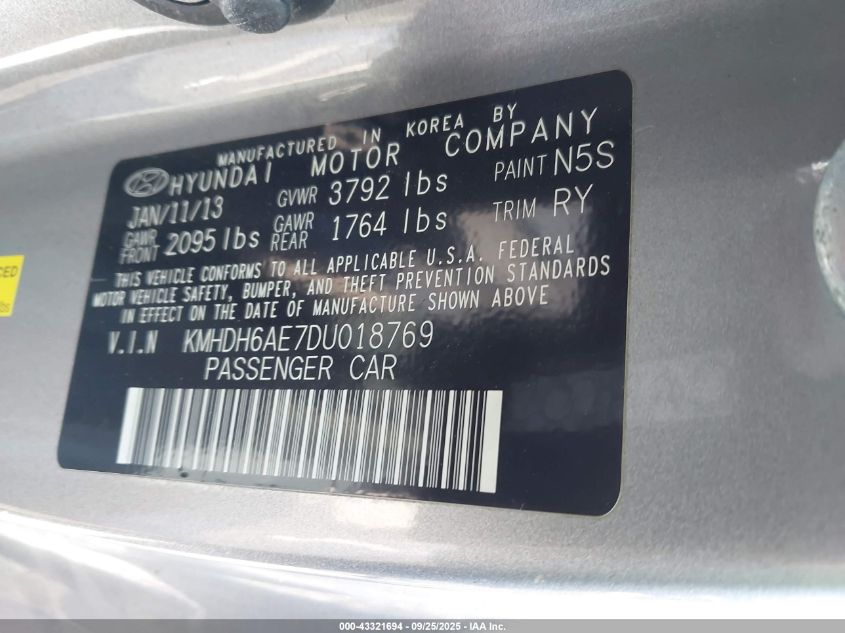 MANUFACTURED IN KOREA BY
HYUNDAI MOTOR COMPANY
JAN/11/13 GVWR 3792 lbs PAINT N5S
GAWR FRONT 2095 lbs GAWR REAR 1764 lbs TRIM RY
THIS VEHICLE CONFORMS TO ALL APPLICABLE U.S.A. FEDERAL
MOTOR VEHICLE SAFETY, BUMPER, AND THEFT PREVENTION STANDARDS
IN EFFECT ON THE DATE OF MANUFACTURE SHOWN ABOVE
V.I.N KMHDH6AE7DU018769
PASSENGER CAR
CED
lbs
000-43321694 - 09/25/2025 - IAA Inc.